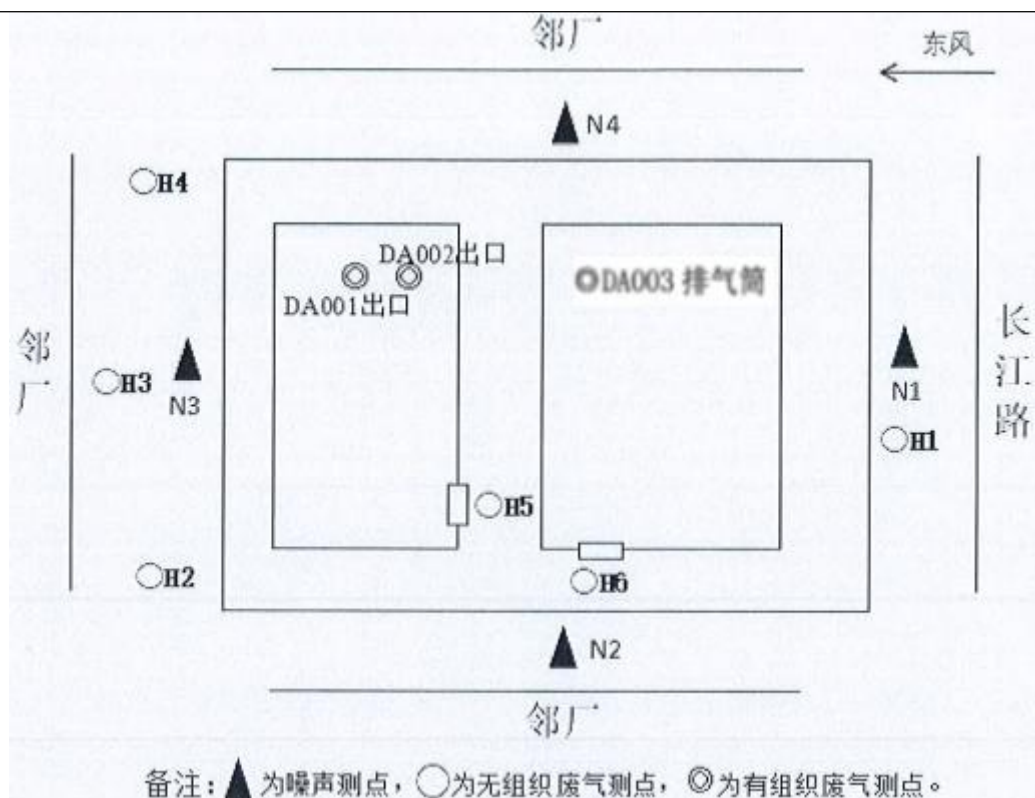 邻厂
东风
N4
H4
DA002出口
DA001出口
DA003 排气筒
邻厂
长江路
N3
H3
N1
H1
H5
H2
H6
N2
邻厂
备注：▲为噪声测点，○为无组织废气测点，◎为有组织废气测点。